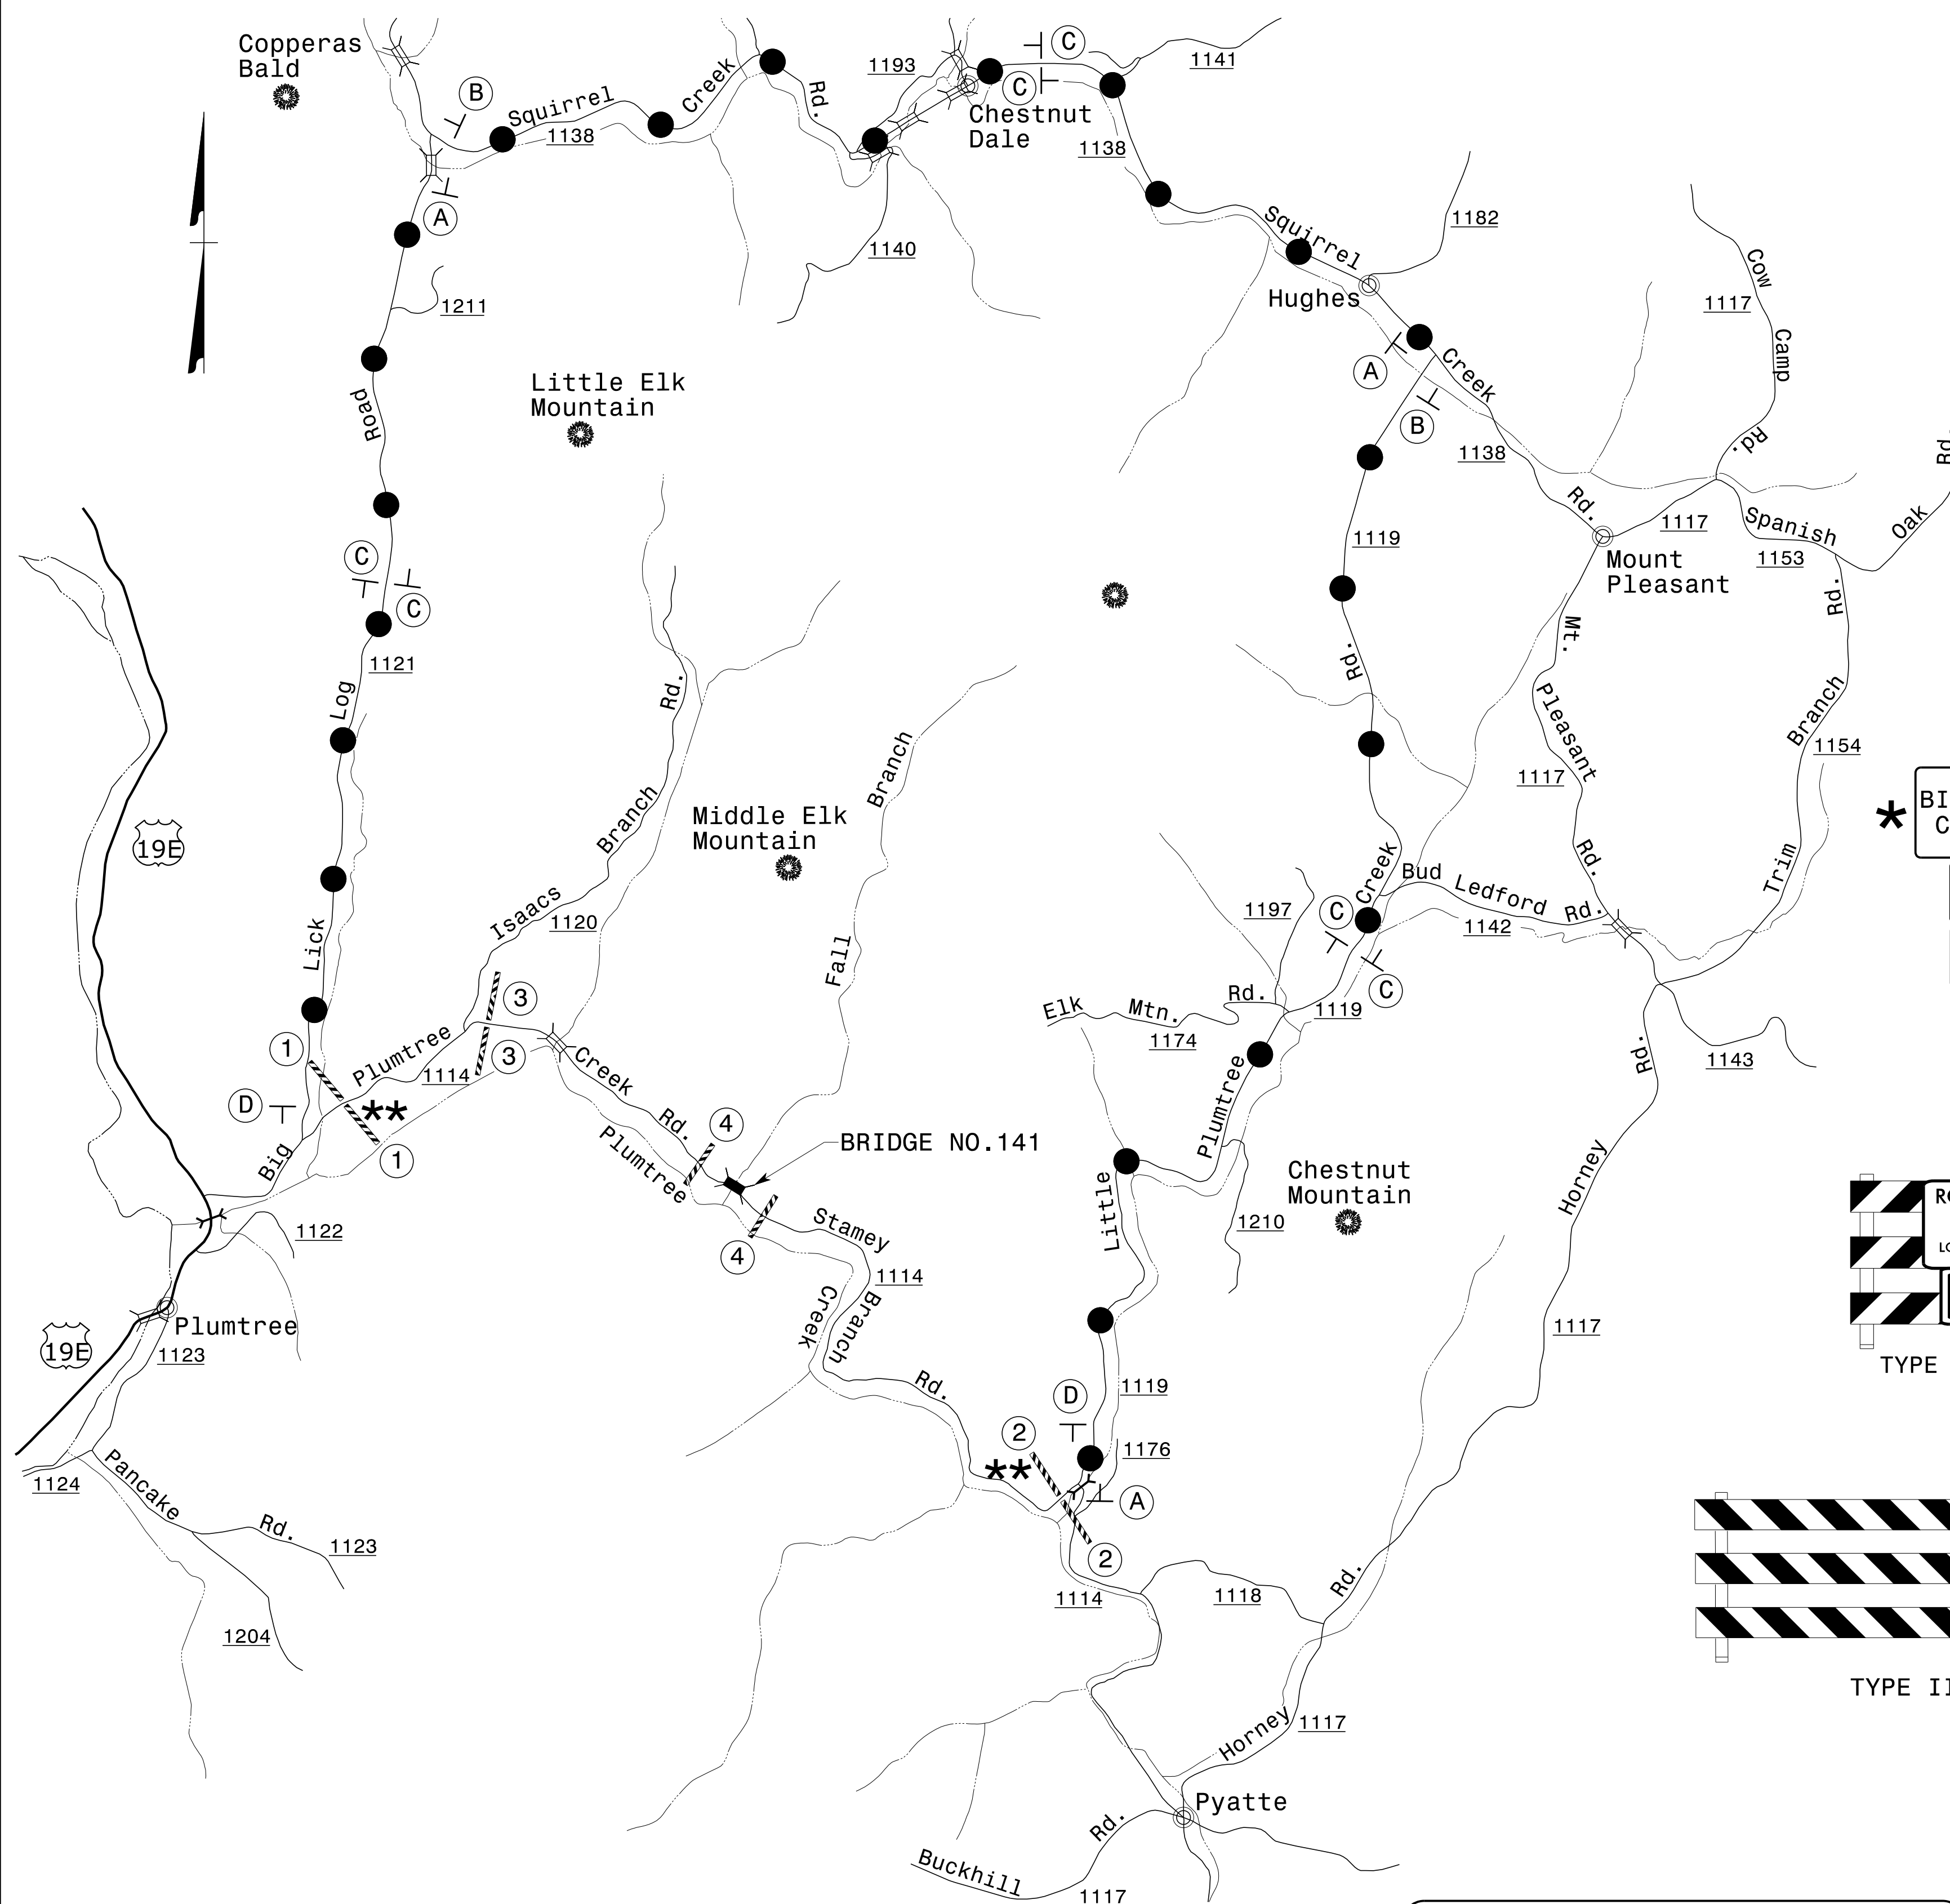 Copperas
Bald
B
Squirrel
Creek
Rd.
1138
A
1193
C
C
1141
Chestnut
Dale
1138
1140
1211
Squirrel
1182
Hughes
Cow
1117
Camp
Rd.
A
Creek
B
1138
Little Elk
Mountain
Road
Rd.
1117
Spanish
1153
Oak
Rd
Mount
Pleasant
1119
C
C
Rd.
Mt.
Rd.
1121
Log
Rd.
Pleasant
1117
Branch
1154
Branch
19E
Middle Elk
Mountain
Branch
Rd.
Trim
BI
*
C
Creek
Bud
Ledford
Rd.
1142
C
1197
Isaacs
1120
Lick
Fall
C
3
Elk
Mtn.
Rd.
1174
1119
1
Plumtree
3
1114
Creek
Rd.
1143
D
**
Rd.
4
Plumtree
BRIDGE NO.141
Big
1
Plumtree
Chestnut
Mountain
Horney
Little
1210
RO
LO
1122
4
Stamey
1114
Plumtree
Creek
Branch
19E
1123
1117
TYPE
Rd.
1119
D
2
1176
**
A
Pancake
1124
Rd.
1123
2
Rd.
1114
1118
1204
TYPE II
Horney
1117
Pyatte
Rd.
Buckhill
1117